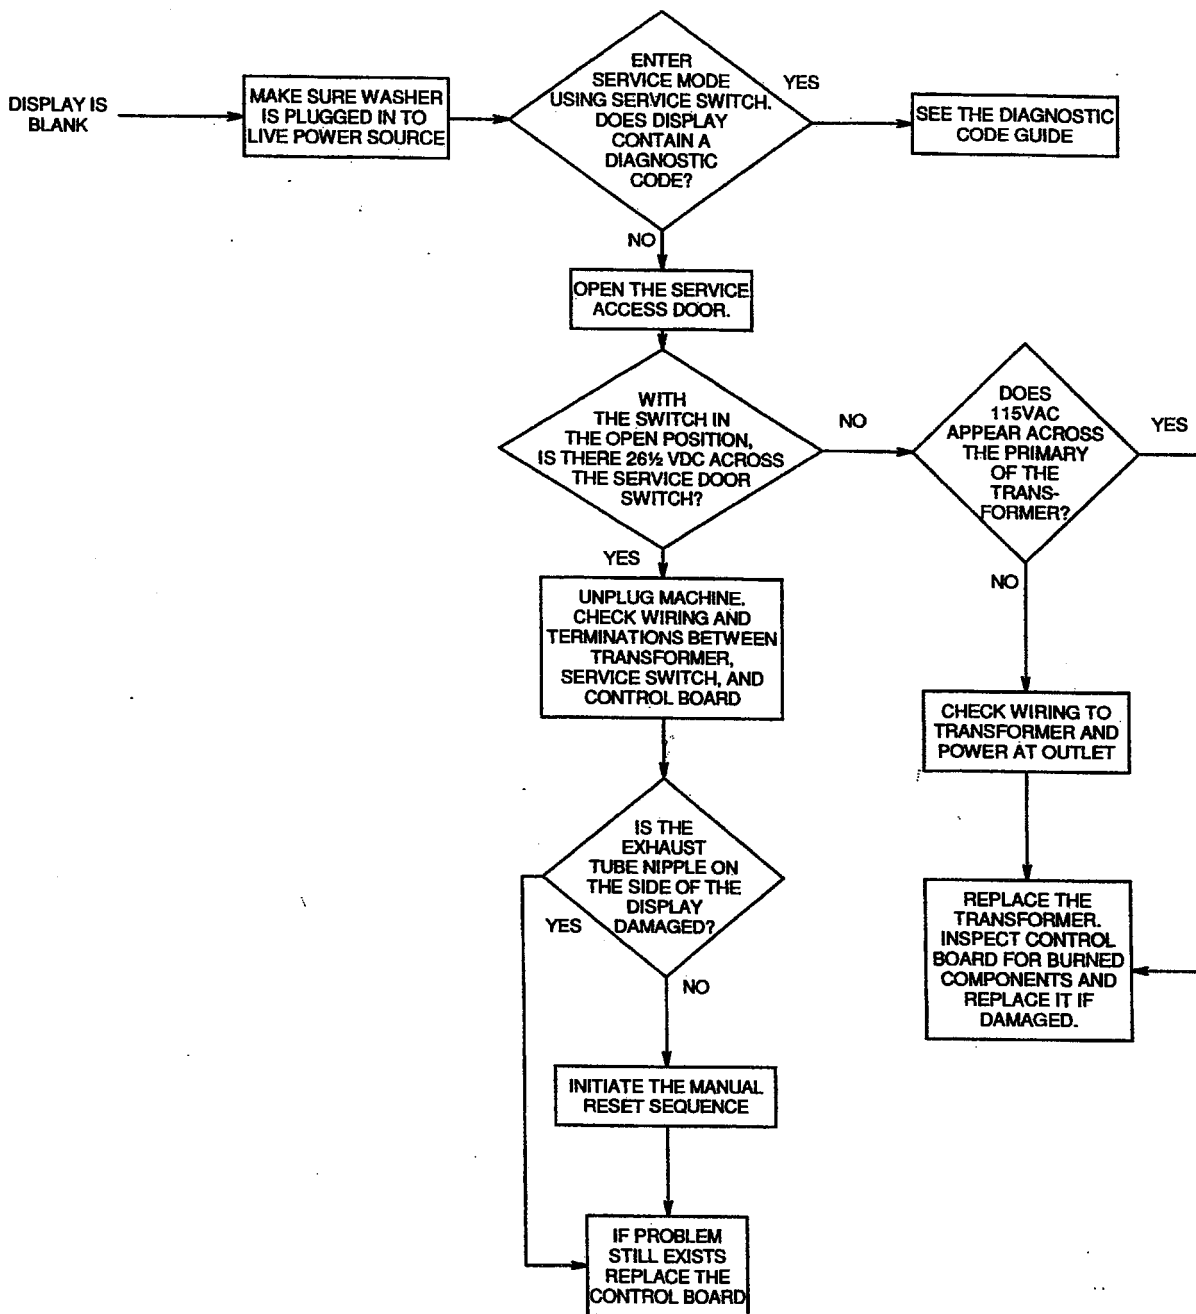 DISPLAY IS
BLANK
MAKE SURE WASHER
IS PLUGGED IN TO
LIVE POWER SOURCE
ENTER
SERVICE MODE
USING SERVICE SWITCH.
DOES DISPLAY
CONTAIN A
DIAGNOSTIC
CODE?
YES
SEE THE DIAGNOSTIC
CODE GUIDE
NO
OPEN THE SERVICE
ACCESS DOOR.
WITH
THE SWITCH IN
THE OPEN POSITION,
IS THERE 26½ VDC ACROSS
THE SERVICE DOOR
SWITCH?
NO
DOES
115VAC
APPEAR ACROSS
THE PRIMARY
OF THE
TRANS-
FORMER?
YES
YES
UNPLUG MACHINE.
CHECK WIRING AND
TERMINATIONS BETWEEN
TRANSFORMER,
SERVICE SWITCH, AND
CONTROL BOARD
NO
CHECK WIRING TO
TRANSFORMER AND
POWER AT OUTLET
IS THE
EXHAUST
TUBE NIPPLE ON
THE SIDE OF THE
DISPLAY
DAMAGED?
YES
NO
REPLACE THE
TRANSFORMER.
INSPECT CONTROL
BOARD FOR BURNED
COMPONENTS AND
REPLACE IT IF
DAMAGED.
INITIATE THE MANUAL
RESET SEQUENCE
IF PROBLEM
STILL EXISTS
REPLACE THE
CONTROL BOARD